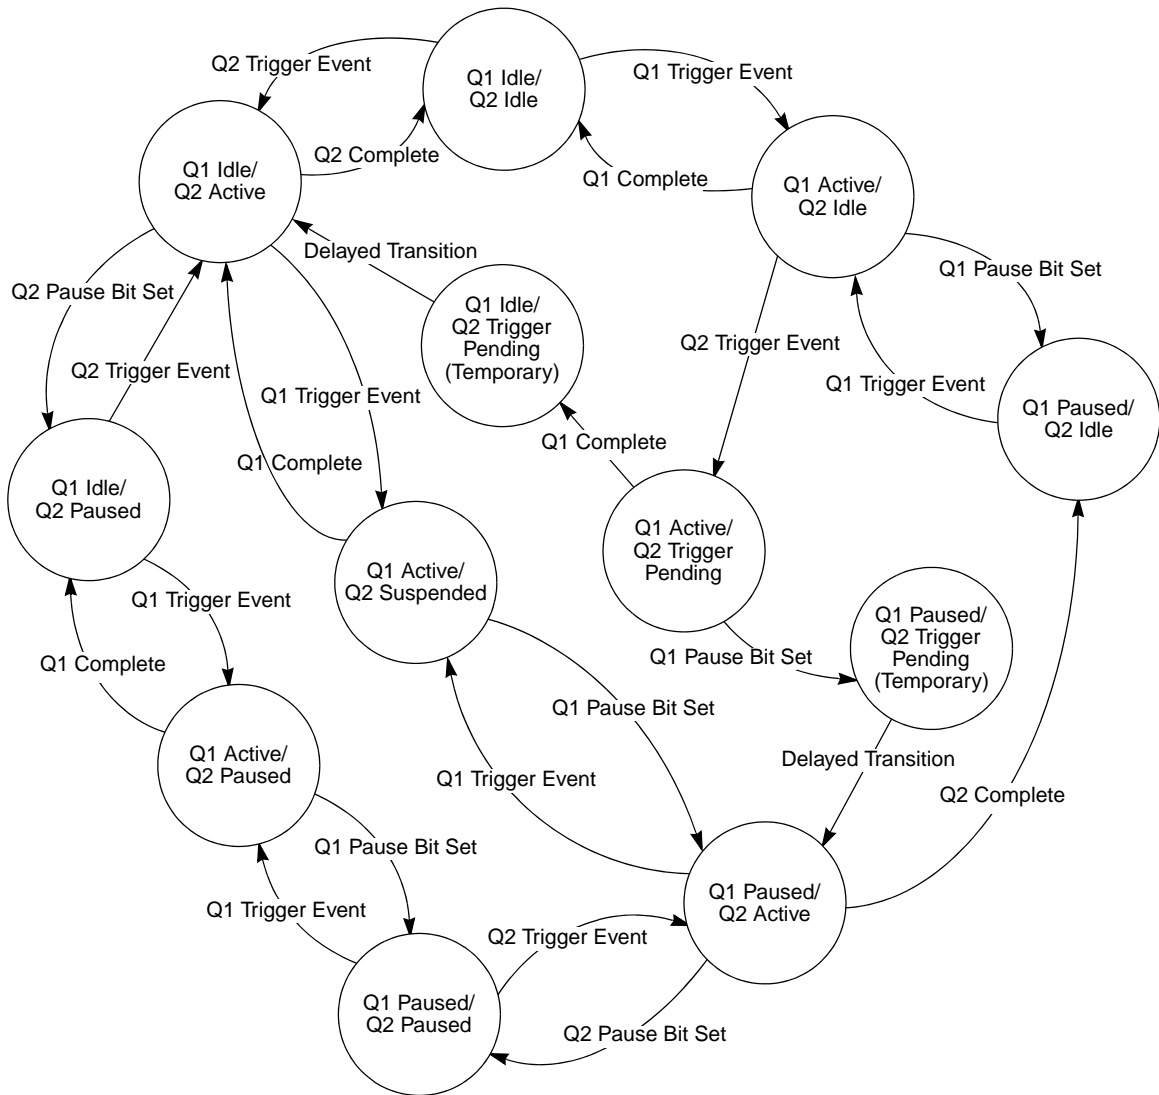 Q2 Trigger Event
Q1 Idle/
Q2 Idle
Q1 Trigger Event
Q1 Idle/
Q2 Active
Q2 Complete
Q1 Complete
Q1 Active/
Q2 Idle
Delayed Transition
Q1 Pause Bit Set
Q2 Pause Bit Set
Q1 Idle/
Q2 Trigger
Pending
(Temporary)
Q2 Trigger Event
Q2 Trigger Event
Q1 Trigger Event
Q1 Trigger Event
Q1 Paused/
Q2 Idle
Q1 Complete
Q1 Complete
Q1 Idle/
Q2 Paused
Q1 Active/
Q2 Trigger
Pending
Q1 Active/
Q2 Suspended
Q1 Trigger Event
Q1 Paused/
Q2 Trigger
Pending
(Temporary)
Q1 Complete
Q1 Pause Bit Set
Q1 Pause Bit Set
Q1 Active/
Q2 Paused
Q1 Trigger Event
Delayed Transition
Q2 Complete
Q1 Pause Bit Set
Q1 Paused/
Q2 Active
Q1 Trigger Event
Q2 Trigger Event
Q1 Paused/
Q2 Paused
Q2 Pause Bit Set